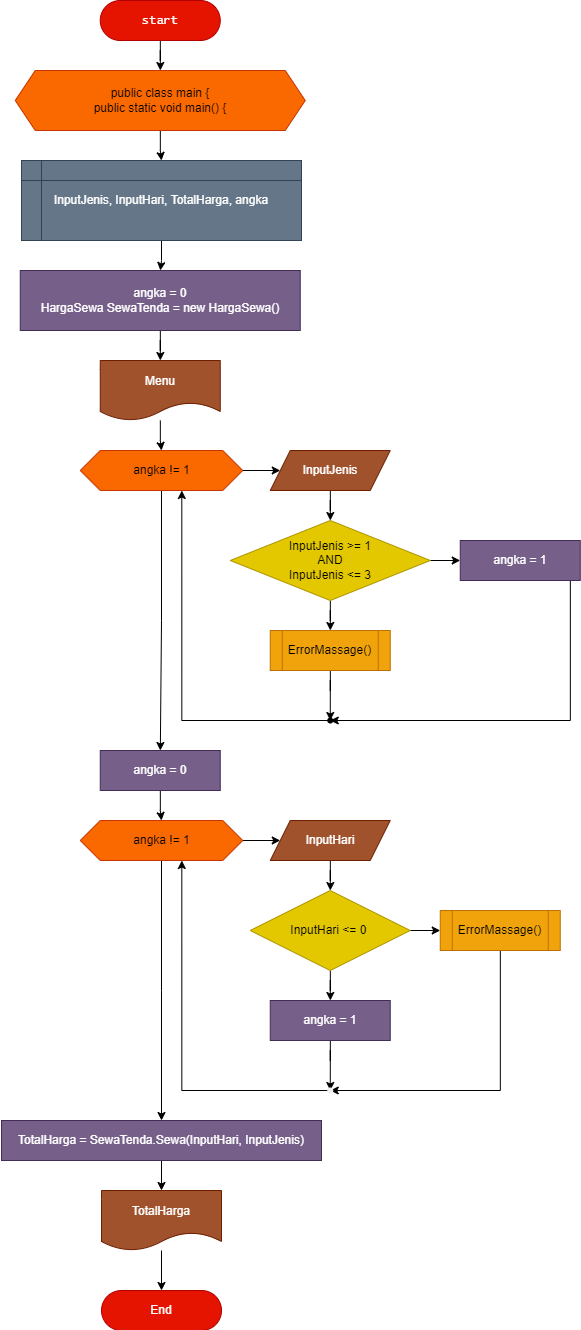 start
public class main {
public static void main() {
InputJenis, InputHari, TotalHarga, angka
angka = 0
HargaSewa SewaTenda = new HargaSewa()
Menu
angka != 1
InputJenis
InputJenis >= 1
AND
InputJenis <= 3
angka = 1
ErrorMassage()
angka = 0
angka != 1
InputHari
InputHari <= 0
ErrorMassage()
angka = 1
TotalHarga = SewaTenda.Sewa(InputHari, InputJenis)
TotalHarga
End